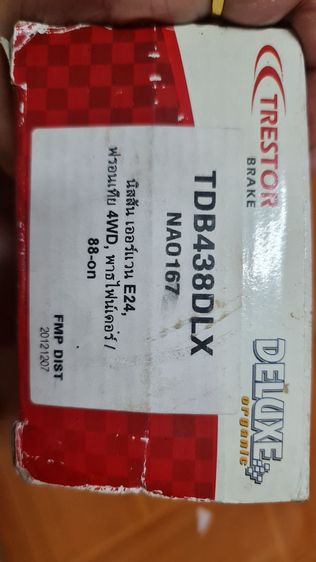 TRESTOR
BRAKE
DELUXE
organic
TDB438DLX
NAO167
นิสสัน เออร์แวน E24,
ฟรอนเทีย 4WD, พาธไฟน์เดอร์ /
88-on
FMP DIST
20121207